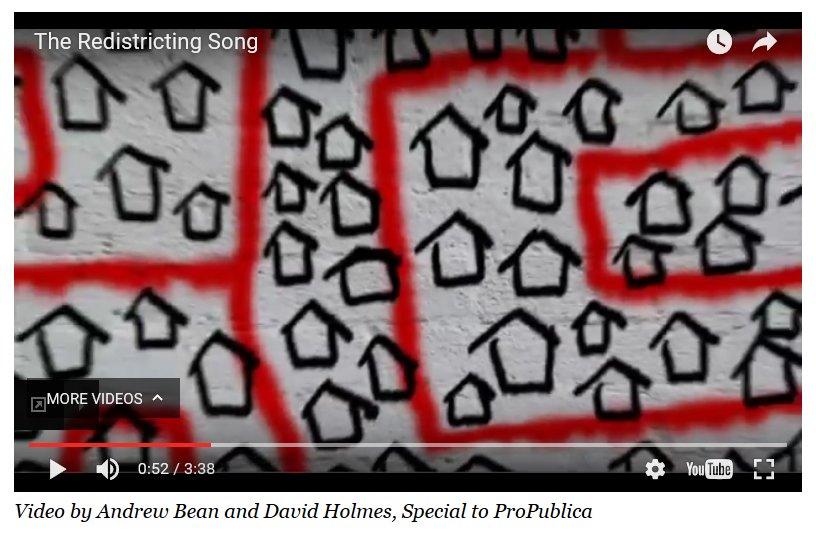 The Redistricting Song
MORE VIDEOS
0:52 / 3:38
YouTube
Video by Andrew Bean and David Holmes, Special to ProPublica